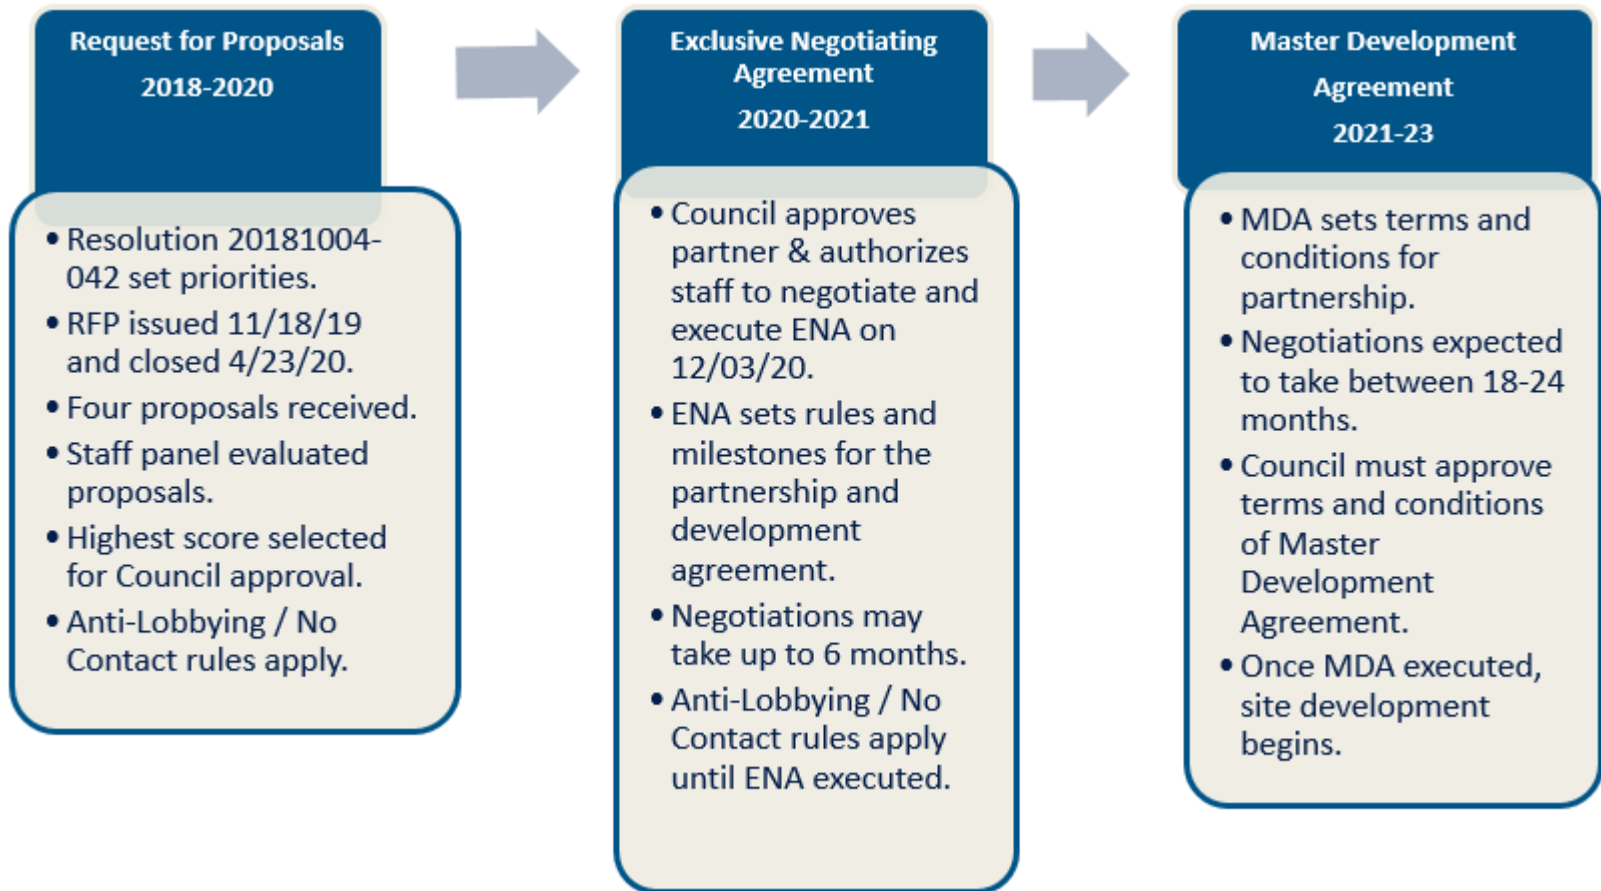 Request for Proposals
2018-2020
• Resolution 20181004-
042 set priorities.
• RFP issued 11/18/19
and closed 4/23/20.
• Four proposals received.
• Staff panel evaluated
proposals.
• Highest score selected
for Council approval.
• Anti-Lobbying / No
Contact rules apply.
Exclusive Negotiating
Agreement
2020-2021
• Council approves
partner & authorizes
staff to negotiate and
execute ENA on
12/03/20.
• ENA sets rules and
milestones for the
partnership and
development
agreement.
• Negotiations may
take up to 6 months.
• Anti-Lobbying / No
Contact rules apply
until ENA executed.
Master Development
Agreement
2021-23
• MDA sets terms and
conditions for
partnership.
• Negotiations expected
to take between 18-24
months.
• Council must approve
terms and conditions
of Master
Development
Agreement.
• Once MDA executed,
site development
begins.